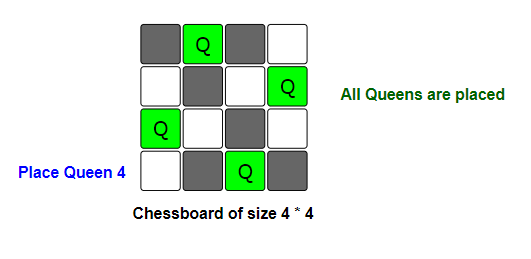 Q
Q
All Queens are placed
Q
Place Queen 4
Q
Chessboard of size 4 * 4